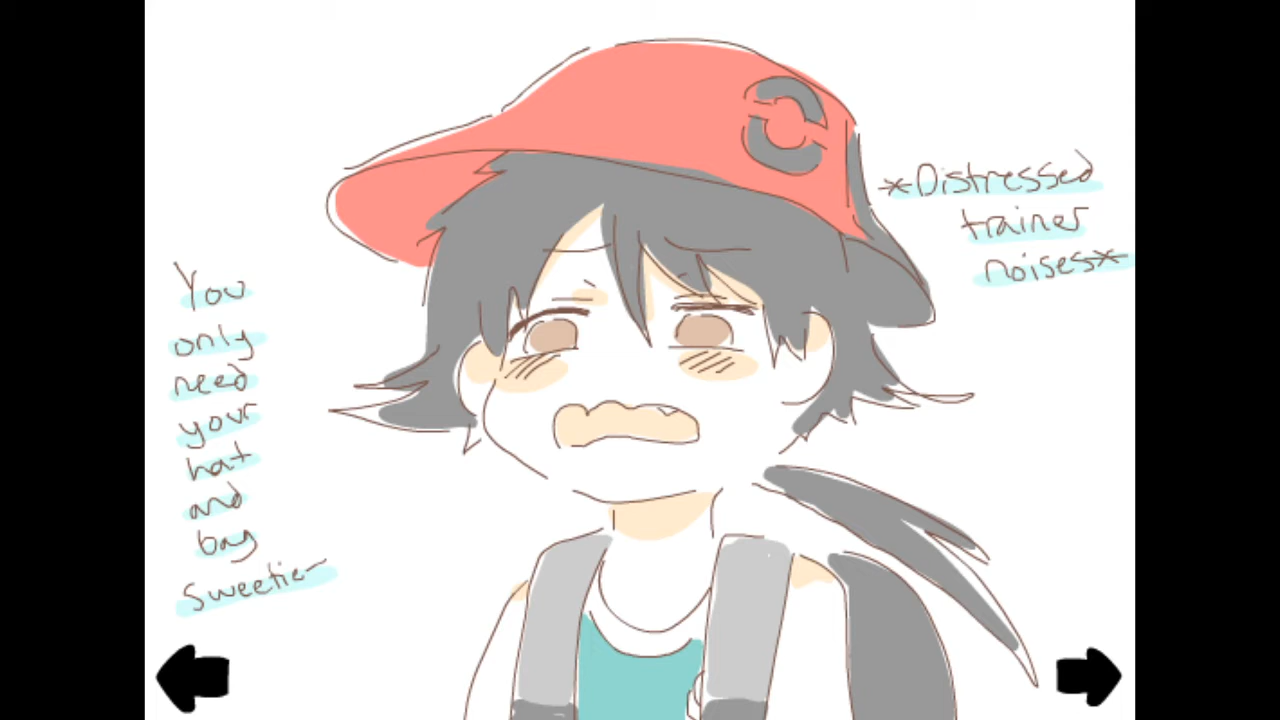 You
only
need
your
hat
and
bag
sweetie~
*Distressed
trainer
noises*